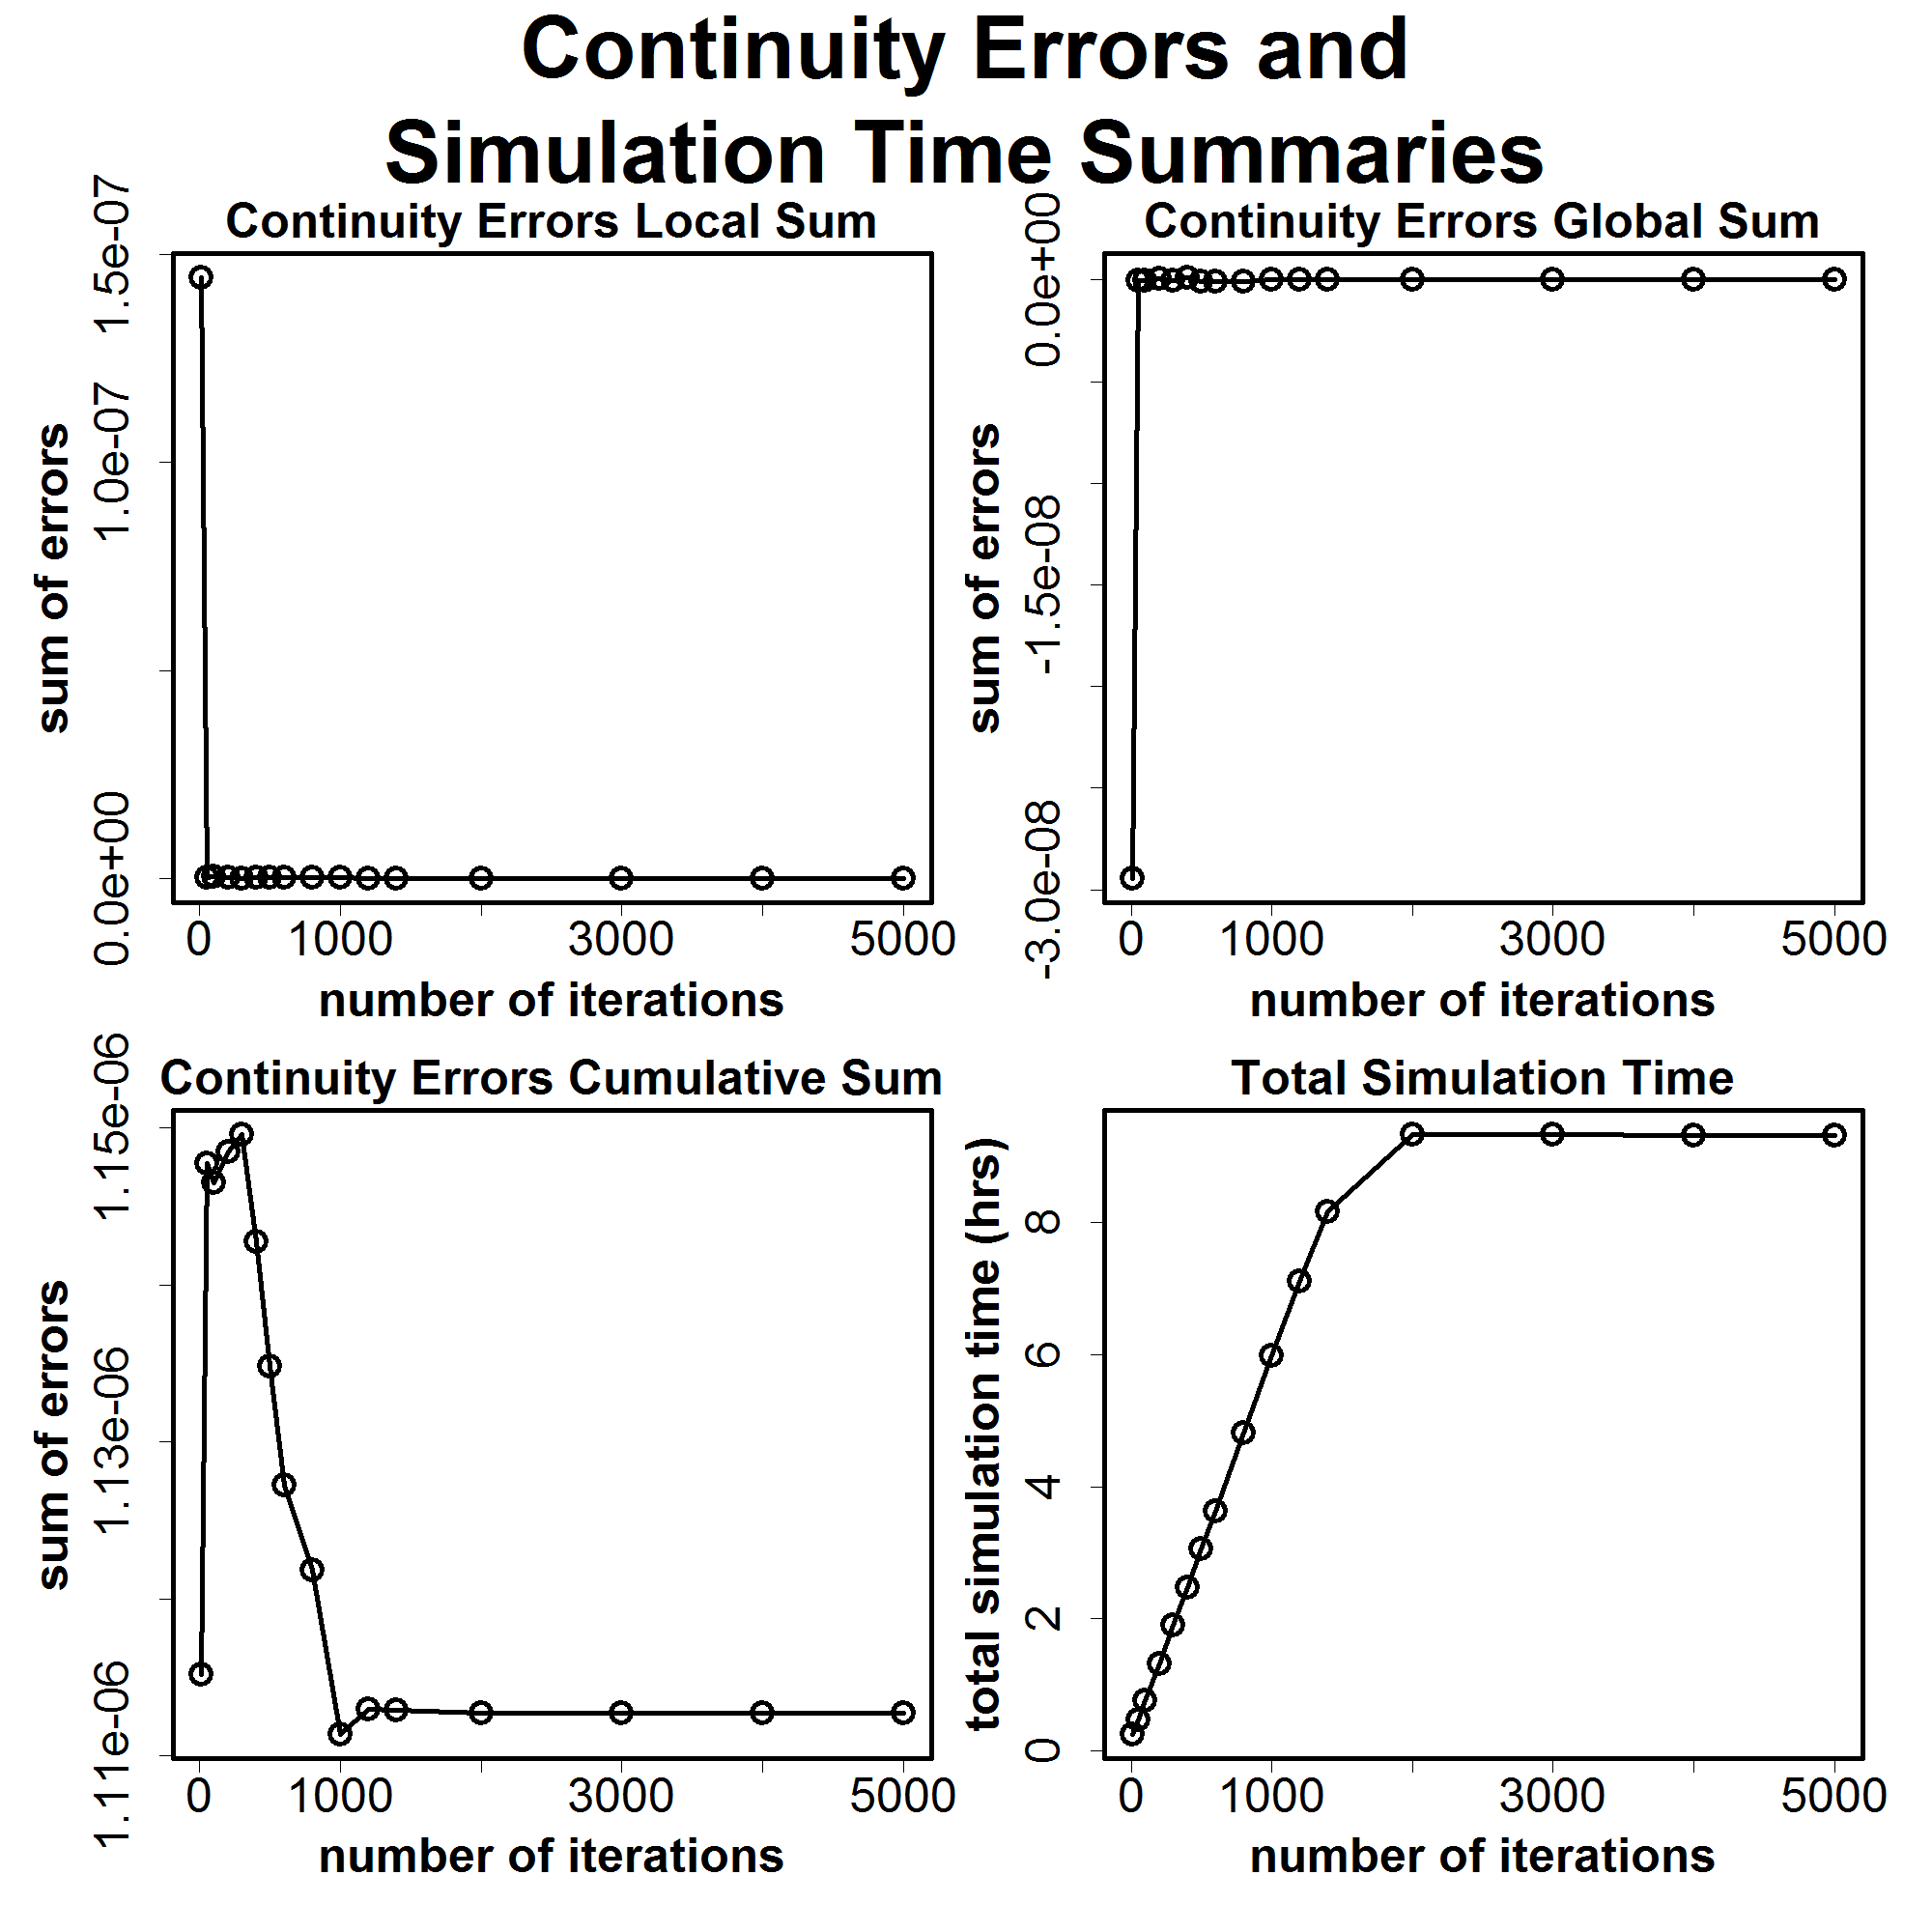 Continuity Errors and
Simulation Time Summaries
Continuity Errors Local Sum
sum of errors
0.0e+00 1.0e-07 1.5e-07
0 1000 3000 5000
number of iterations
Continuity Errors Global Sum
sum of errors
-3.0e-08 -1.5e-08 0.0e+00
0 1000 3000 5000
number of iterations
Continuity Errors Cumulative Sum
sum of errors
1.11e-06 1.13e-06 1.15e-06
0 1000 3000 5000
number of iterations
Total Simulation Time
total simulation time (hrs)
0 2 4 6 8
0 1000 3000 5000
number of iterations